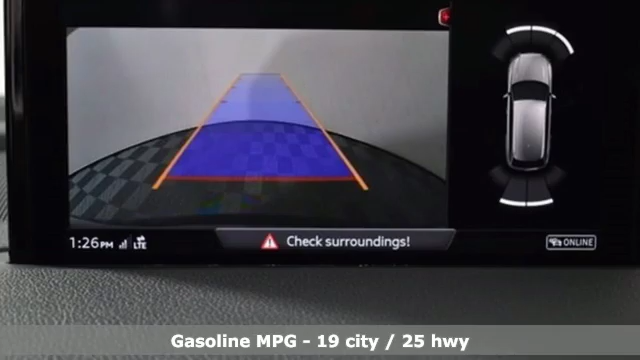 1:26PM LTE
Check surroundings!
ONLINE
Gasoline MPG - 19 city / 25 hwy